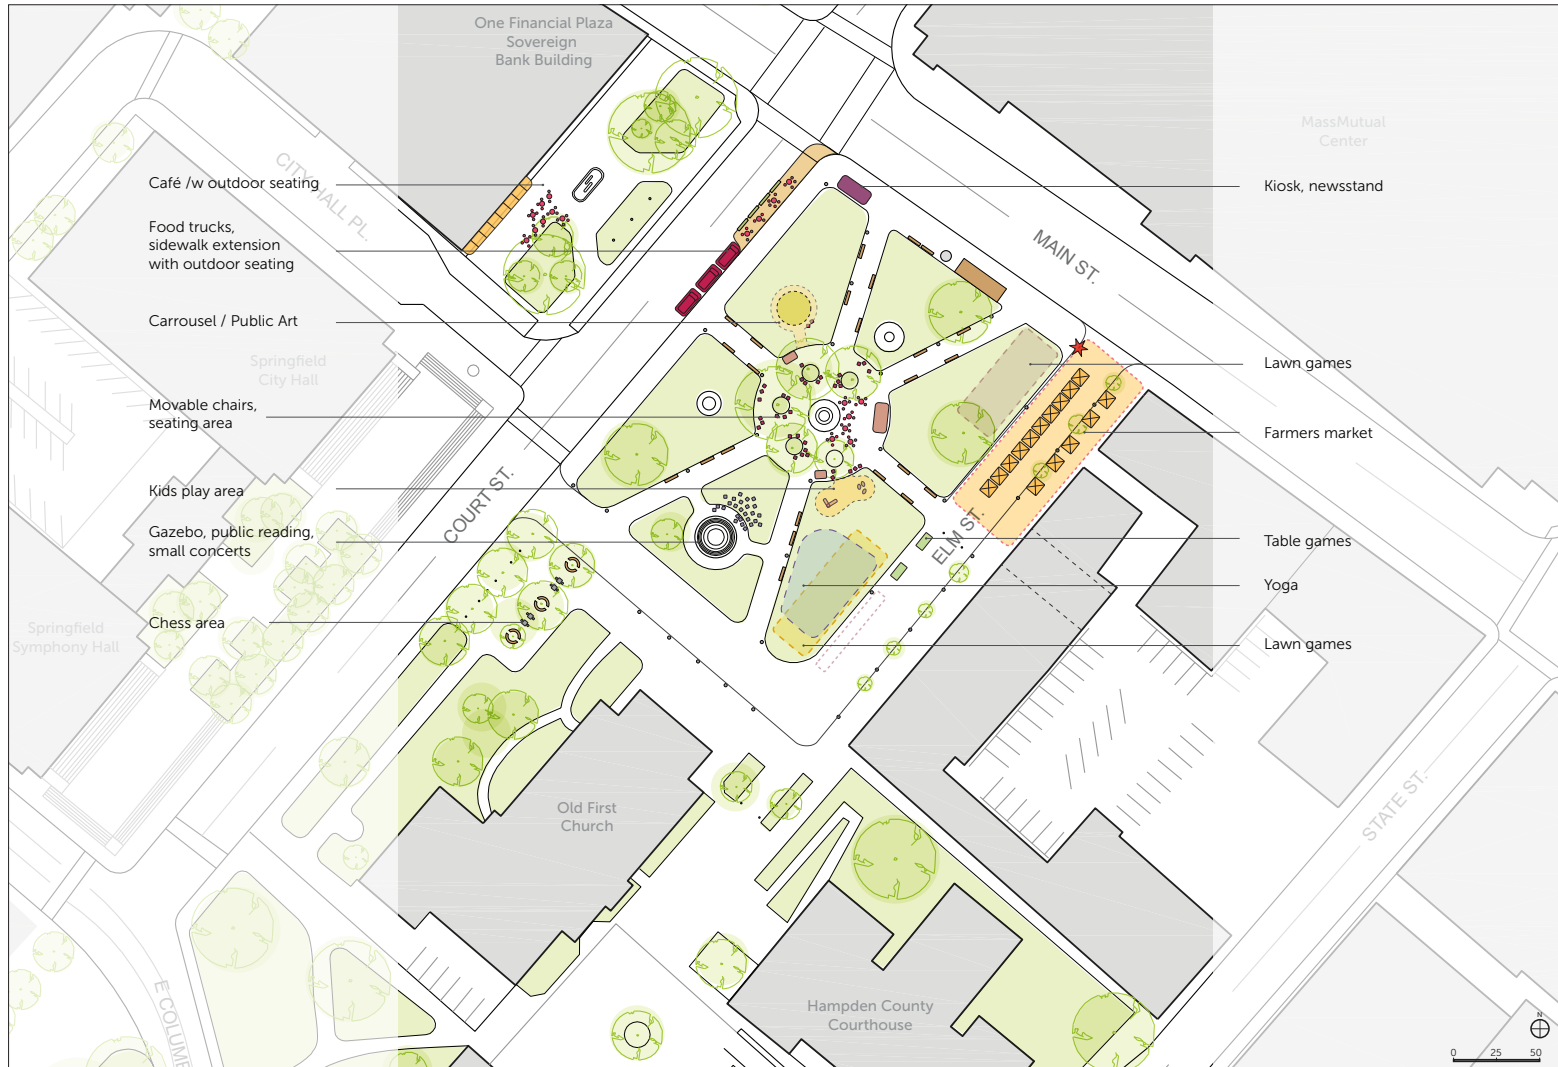 One Financial Plaza
Sovereign
Bank Building
MassMutual
Center
CITY HALL PL.
Café /w outdoor seating
Kiosk, newsstand
Food trucks,
sidewalk extension
with outdoor seating
MAIN ST.
Carrousel / Public Art
Springfield
City Hall
Lawn games
Movable chairs,
seating area
Farmers market
Kids play area
COURT ST.
Gazebo, public reading,
small concerts
ELM ST.
Table games
Yoga
Chess area
Springfield
Symphony Hall
Lawn games
Old First
Church
STATE ST.
E COLUMB
Hampden County
Courthouse
N
0 25 50